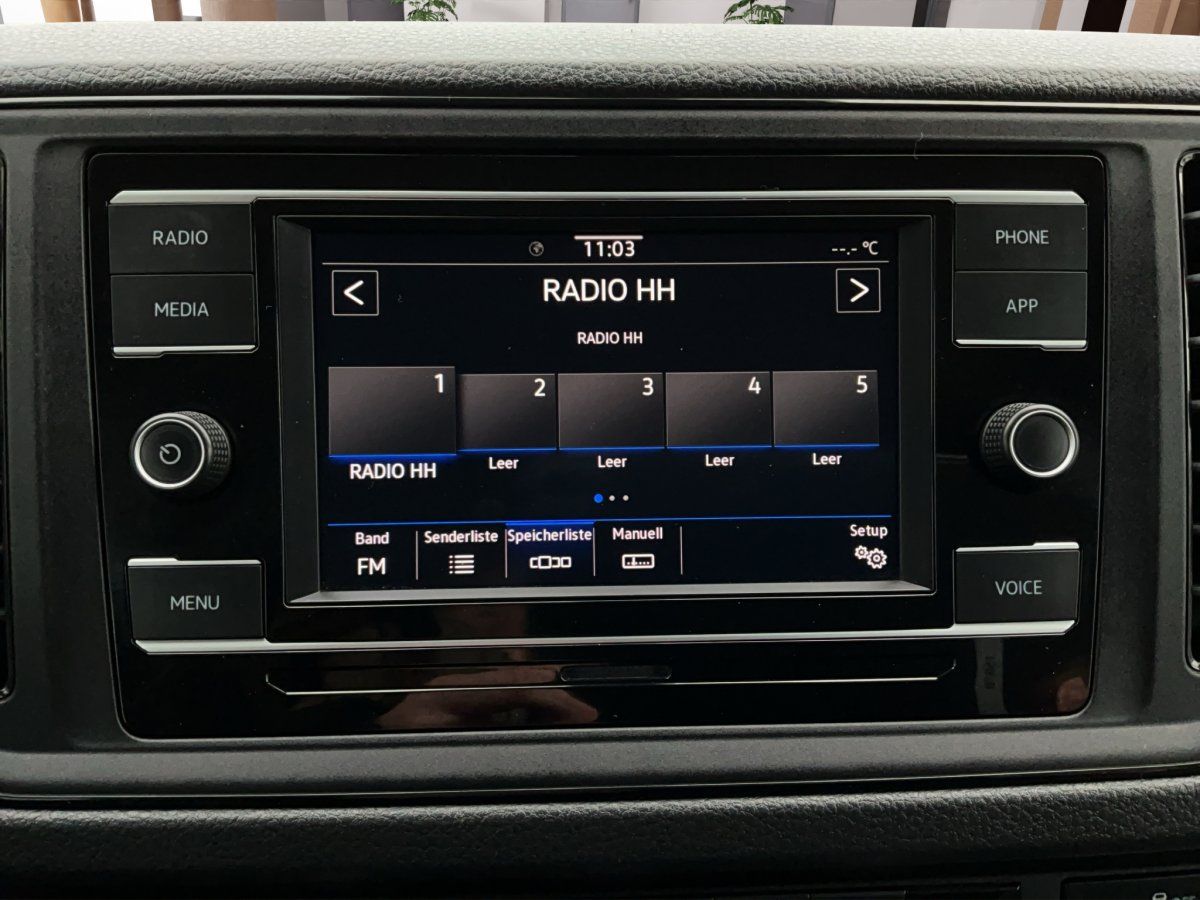 RADIO
MEDIA
MENU
PHONE
APP
VOICE
11:03
--.- °C
<
RADIO HH
>
RADIO HH
1
2
3
4
5
RADIO HH
Leer
Leer
Leer
Leer
Band
FM
Senderliste
Speicherliste
Manuell
Setup